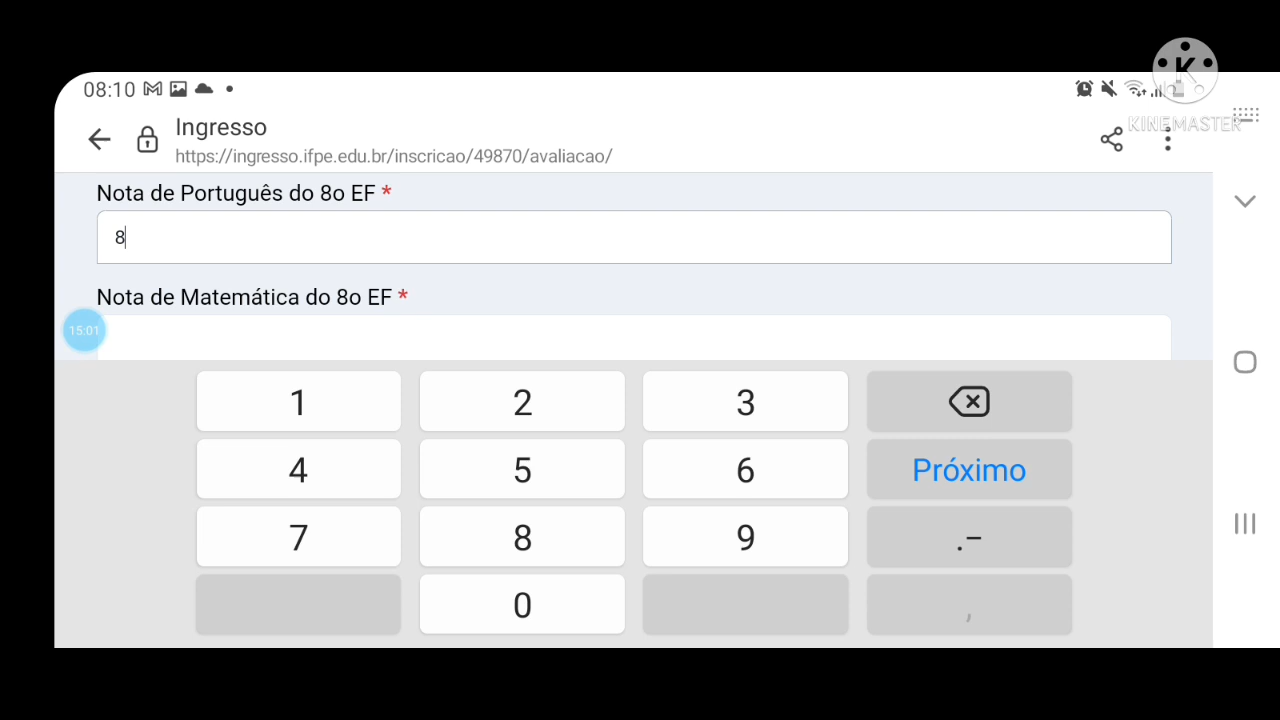 08:10
KINEMASTER
Ingresso
https://ingresso.ifpe.edu.br/inscricao/49870/avaliacao/
Nota de Português do 8o EF *
8
Nota de Matemática do 8o EF *
15:01
1 2 3
4 5 6 Próximo
7 8 9 .-
0 ,